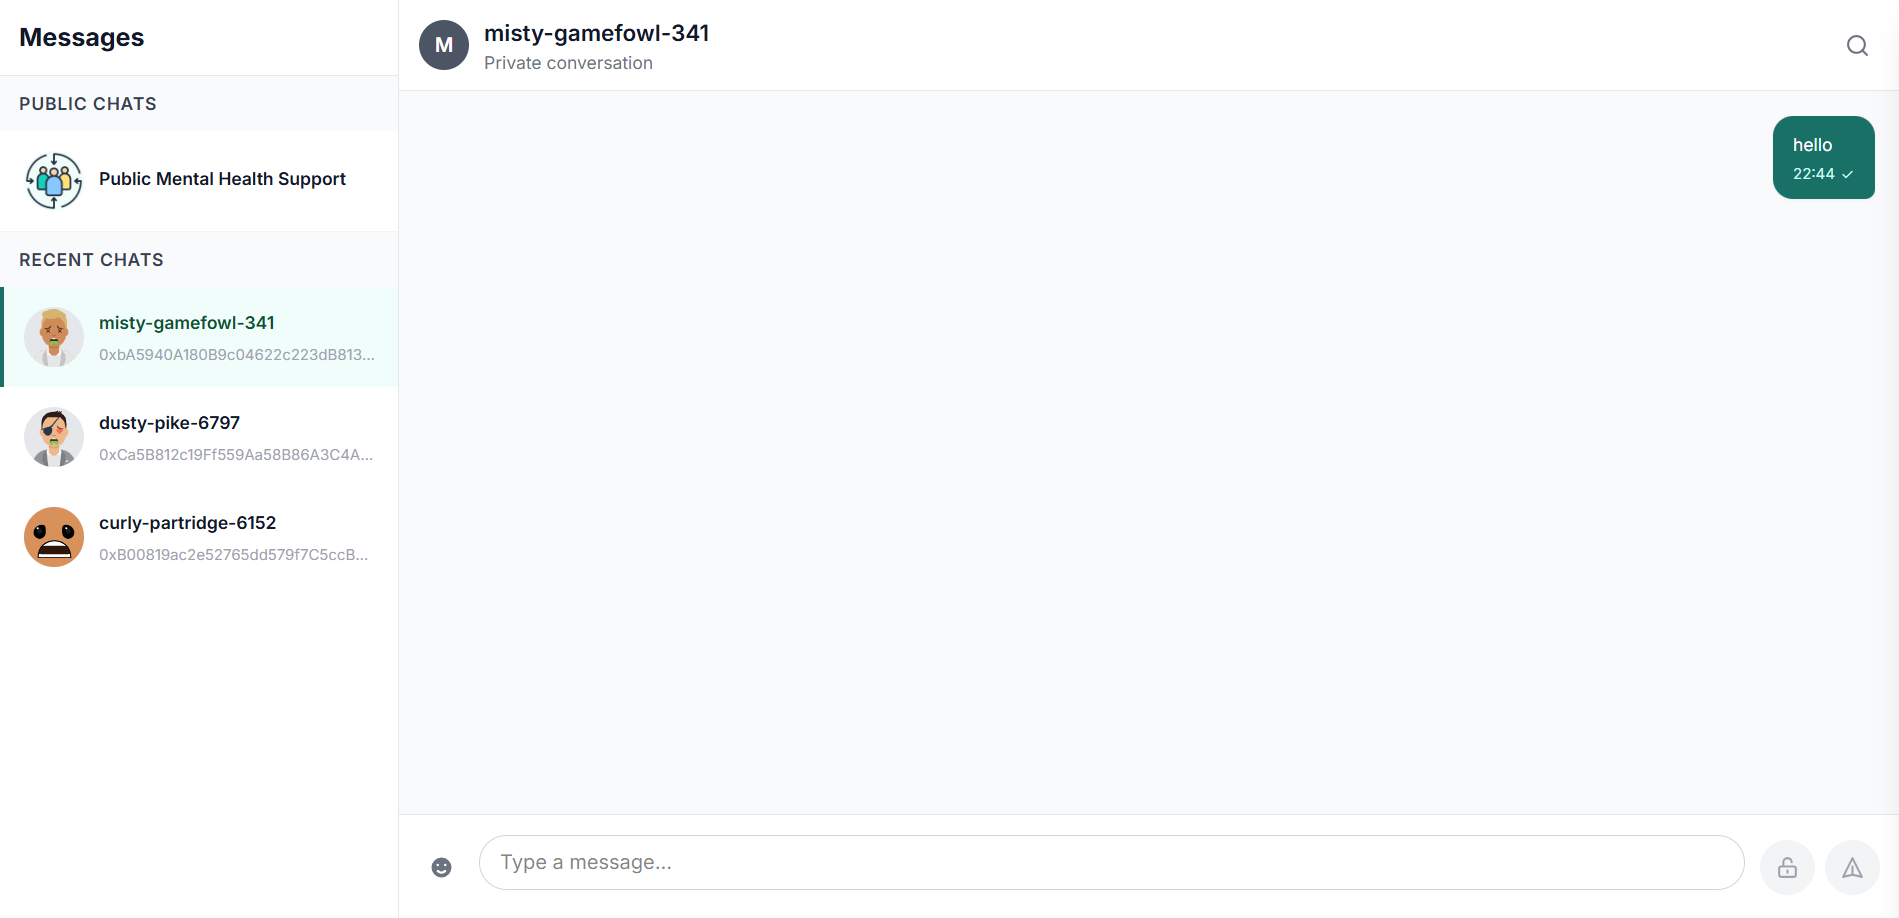 Messages
PUBLIC CHATS
Public Mental Health Support
RECENT CHATS
misty-gamefowl-341
0xbA5940A180B9c04622c223dB813...
dusty-pike-6797
0xCa5B812c19Ff559Aa58B86A3C4A...
curly-partridge-6152
0xB00819ac2e52765dd579f7C5ccB...
M
misty-gamefowl-341
Private conversation
hello
22:44 ✓
Type a message...